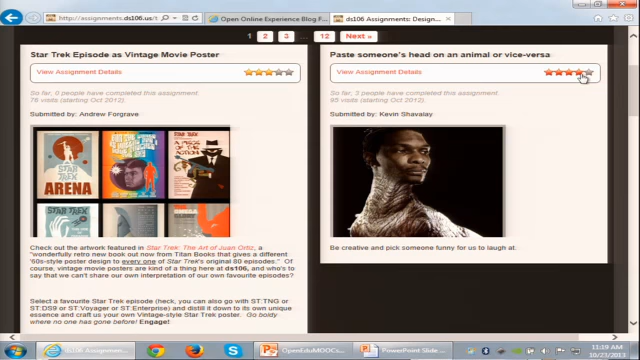 http://assignments.ds106.us/t
Open Online Experience Blog F
ds106 Assignments: Design...
1 2 3 ... 12 Next »
Star Trek Episode as Vintage Movie Poster
View Assignment Details
So far, 0 people have completed this assignment.
76 visits (starting Oct 2012)
Submitted by: Andrew Forgrave
STAR TREK
ARENA
Check out the artwork featured in Star Trek: The Art of Juan Ortiz, a
"wonderfully retro new book out now from Titan Books that gives a different
'60s-style poster design to every one of Star Trek's original 80 episodes." Of
course, vintage movie posters are kind of a thing here at ds106, and who's to
say that we can't share our own interpretation of our own favourite episodes?
Select a favourite Star Trek episode (heck, you can also go with ST:TNG or
ST:DS9 or ST:Voyager or ST:Enterprise) and distill it down to its own unique
essence and craft us your own Vintage-style Star Trek poster. Go boldy
where no one has gone before! Engage!
Paste someone's head on an animal or vice-versa
View Assignment Details
So far, 3 people have completed this assignment.
95 visits (starting Oct 2012)
Submitted by: Kevin Shavalay
Be creative and pick someone funny for us to laugh at:
ds106 Assignment...
OpenEduMOOCs...
PowerPoint Slide...
11:19 AM
10/23/2013